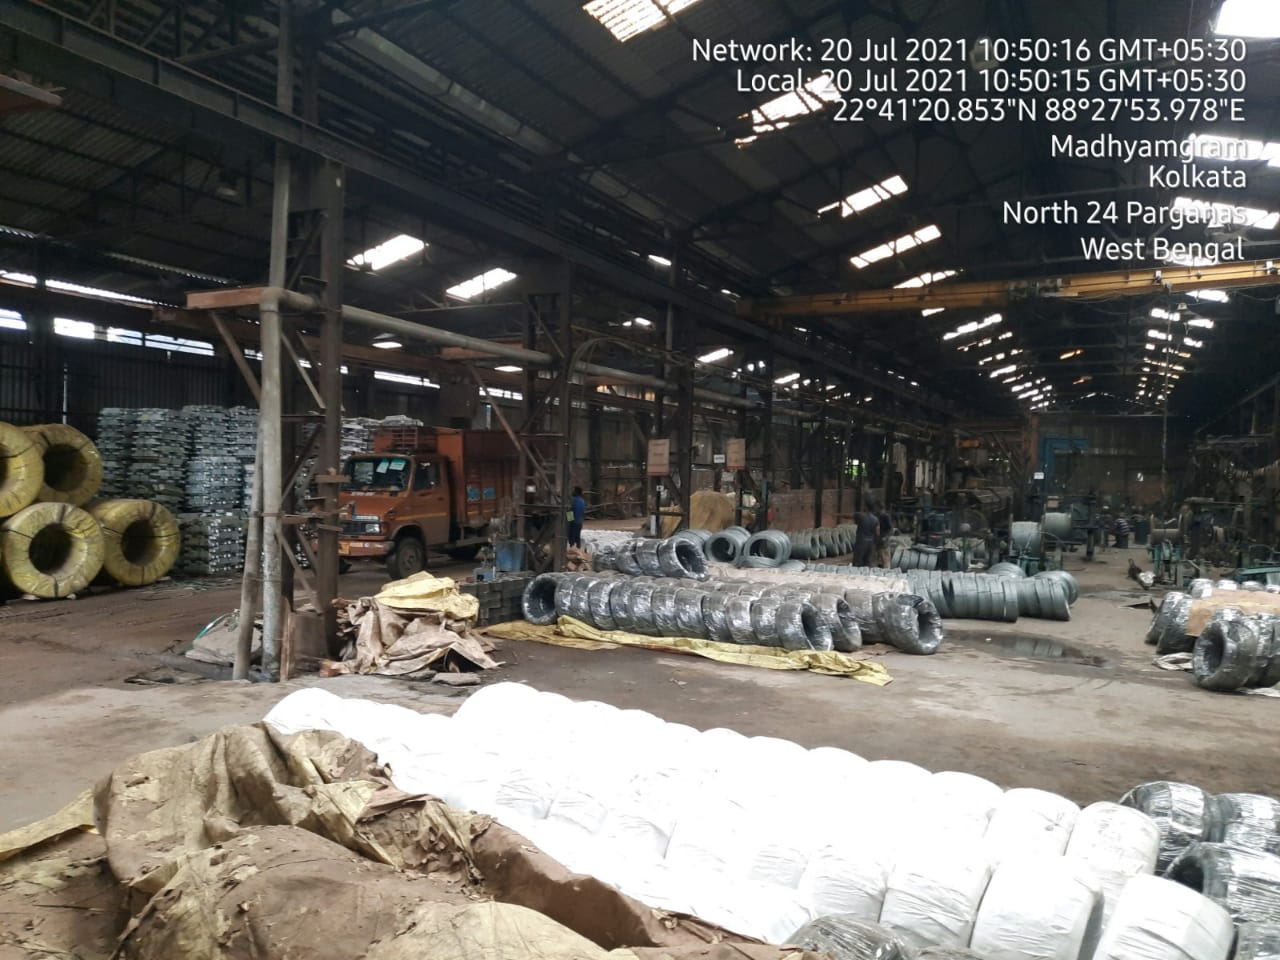 Network: 20 Jul 2021 10:50:16 GMT+05:30
Local: 20 Jul 2021 10:50:15 GMT+05:30
22°41'20.853"N 88°27'53.978"E
Madhyamgram
Kolkata
North 24 Parganas
West Bengal